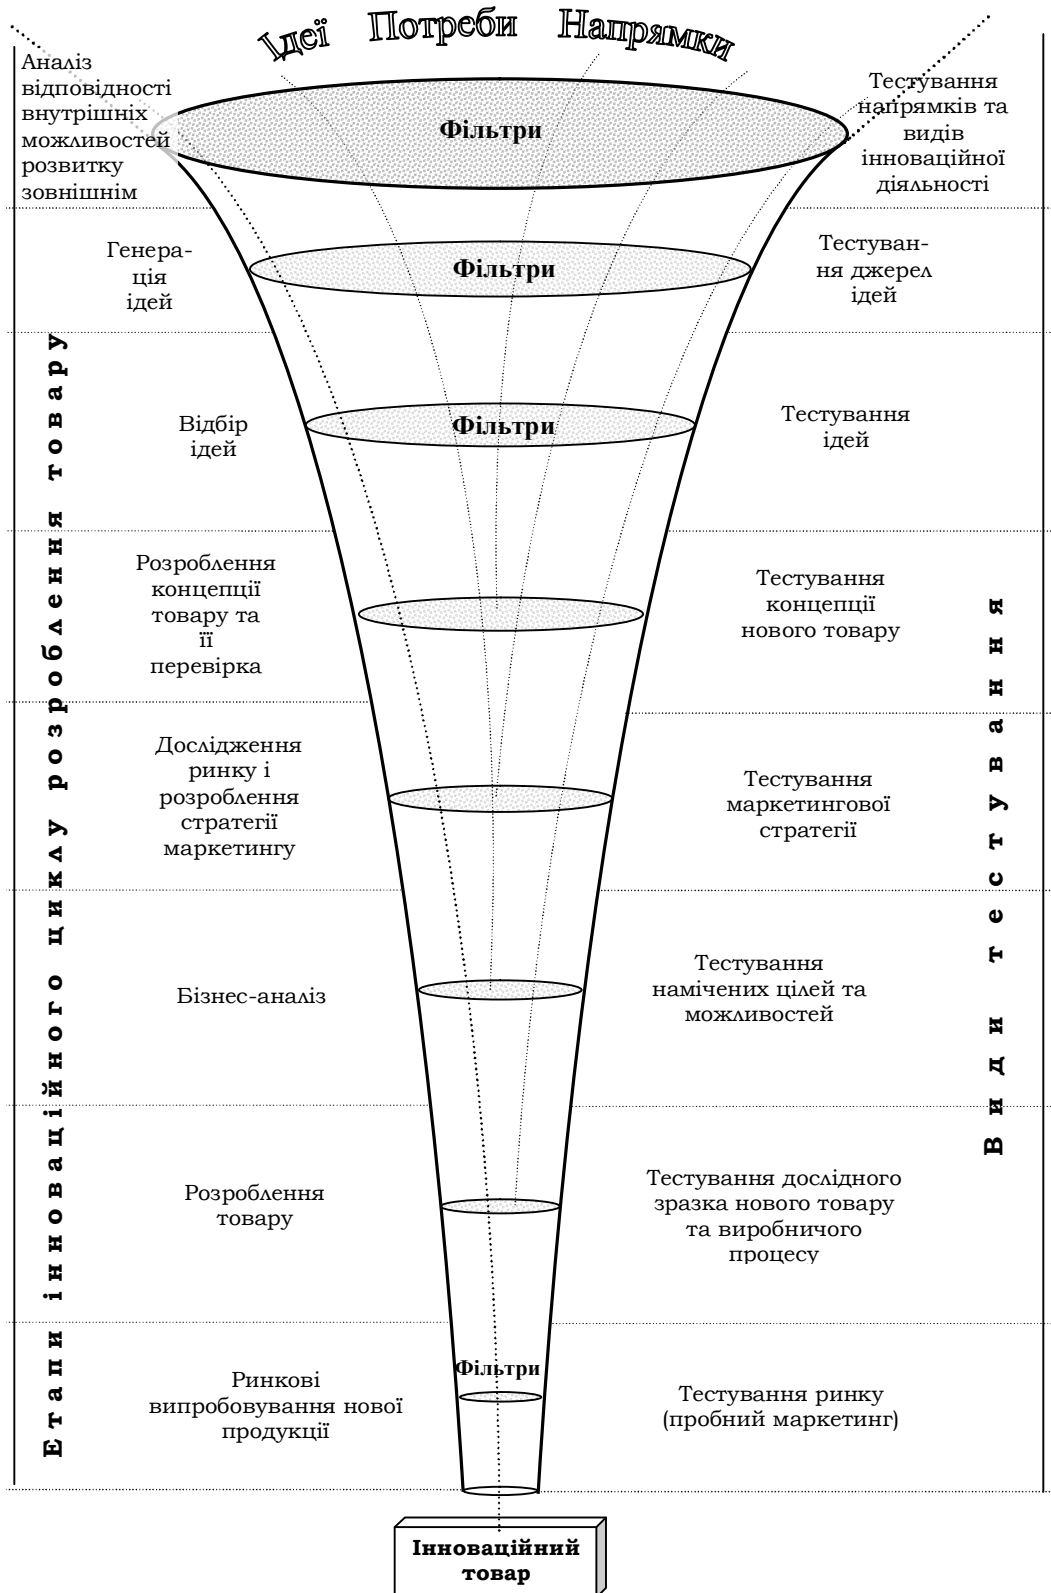 Ідеї Потреби Напрямки
Аналіз
відповідності
внутрішніх
можливостей
розвитку
зовнішнім
Фільтри
Тестування
напрямків та
видів
інноваційної
діяльності
Генера-
ція
ідей
Фільтри
Тестуван-
ня джерел
ідей
Відбір
ідей
Фільтри
Тестування
ідей
Розроблення
концепції
товару та
її
перевірка
Тестування
концепції
нового товару
Дослідження
ринку і
розроблення
стратегії
маркетингу
Тестування
маркетингової
стратегії
Бізнес-аналіз
Тестування
намічених цілей та
можливостей
Розроблення
товару
Тестування дослідного
зразка нового товару
та виробничого
процесу
Ринкові
випробовування нової
продукції
Фільтри
Тестування ринку
(пробний маркетинг)
Етапи інноваційного циклу розроблення товару
Види тестування
Інноваційний
товар